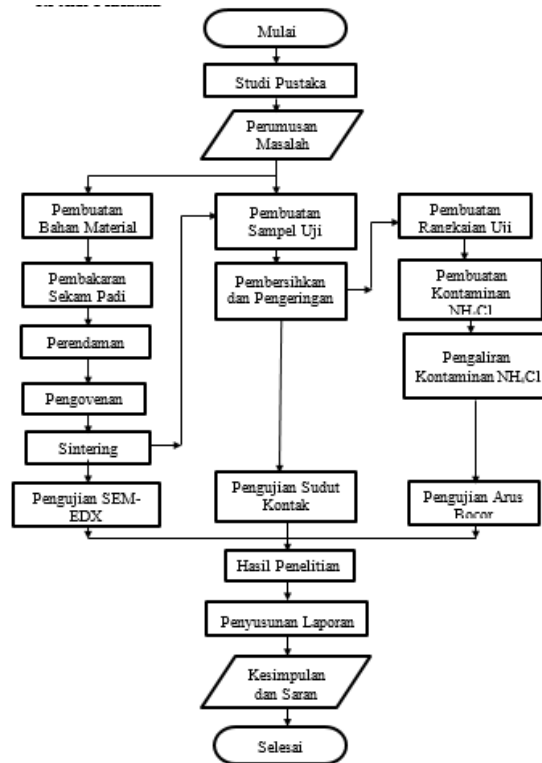 Mulai
Studi Pustaka
Perumusan
Masalah
Pembuatan
Bahan Material
Pembakaran
Sekam Padi
Perendaman
Pengovenan
Sintering
Pengujian SEM-
EDX
Pembuatan
Sampel Uji
Pembersihkan
dan Pengeringan
Pengujian Sudut
Kontak
Pembuatan
Rangkaian Uji
Pembuatan
Kontaminan
NH₄Cl
Pengaliran
Kontaminan NH₄Cl
Pengujian Arus
Bocor
Hasil Penelitian
Penyusunan Laporan
Kesimpulan
dan Saran
Selesai